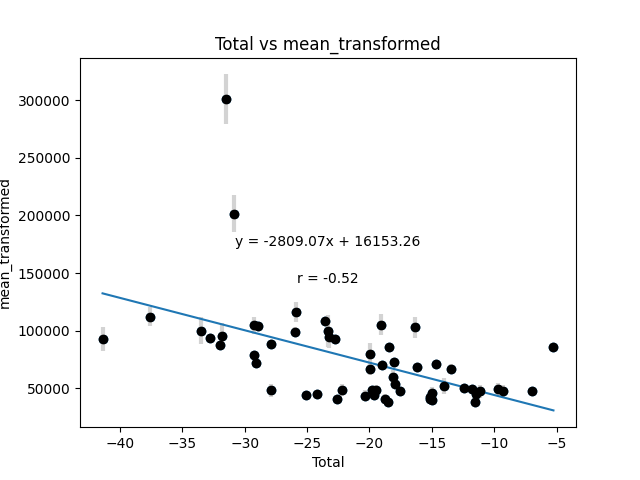 Total vs mean_transformed
300000
250000
200000
150000
100000
50000
mean_transformed
y = -2809.07x + 16153.26
r = -0.52
−40 −35 −30 −25 −20 −15 −10 −5
Total